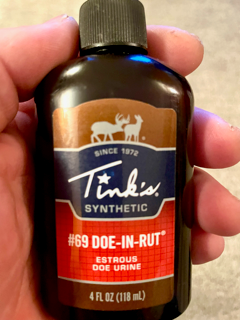 SINCE 1972
Tink's.
SYNTHETIC
#69 DOE-IN-RUT®
ESTROUS
DOE URINE
4 FL OZ (118 mL)